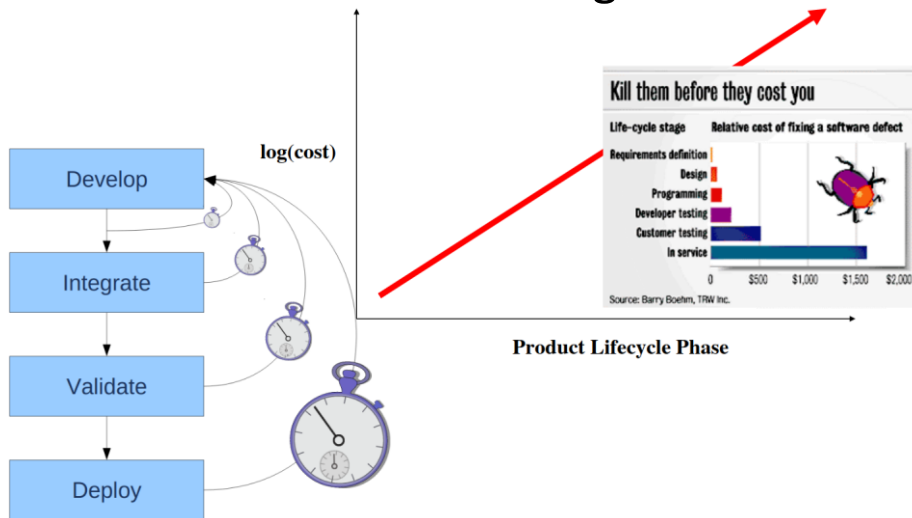 log(cost)
Develop
Integrate
Validate
Deploy
Product Lifecycle Phase
Kill them before they cost you
Life-cycle stage Relative cost of fixing a software defect
Requirements definition
Design
Programming
Developer testing
Customer testing
In service
0 $500 $1,000 $1,500 $2,000
Source: Barry Boehm, TRW Inc.